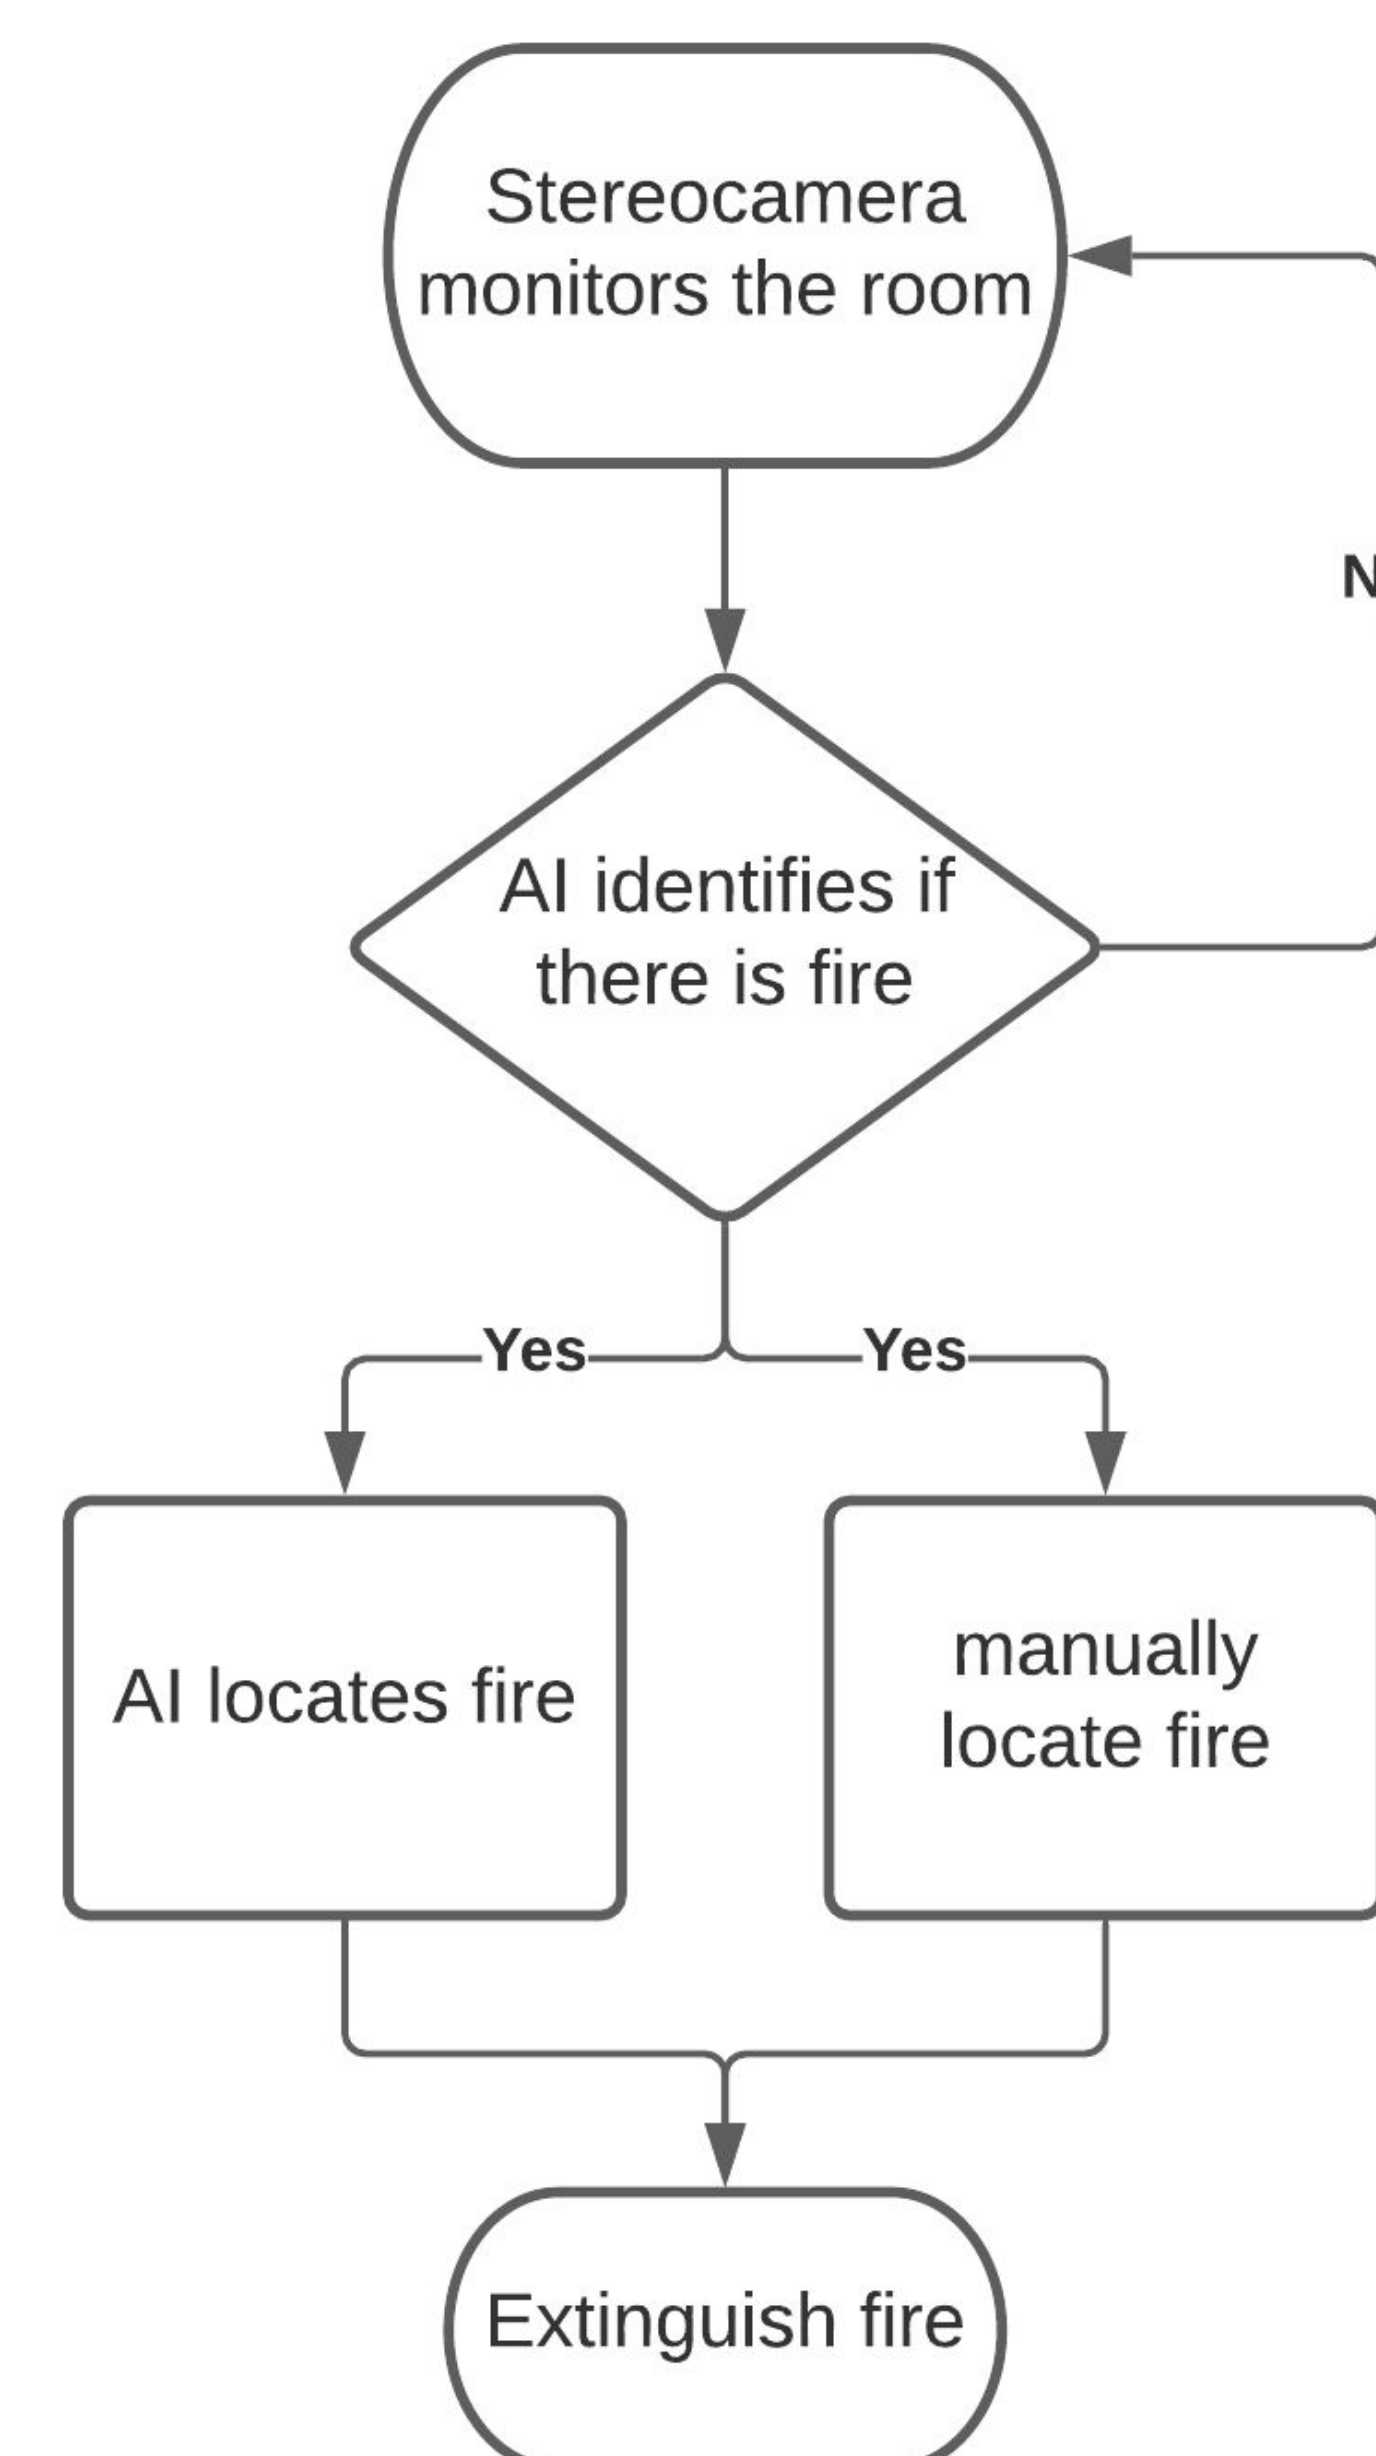 Stereocamera
monitors the room
AI identifies if
there is fire
Yes
Yes
AI locates fire
manually
locate fire
Extinguish fire